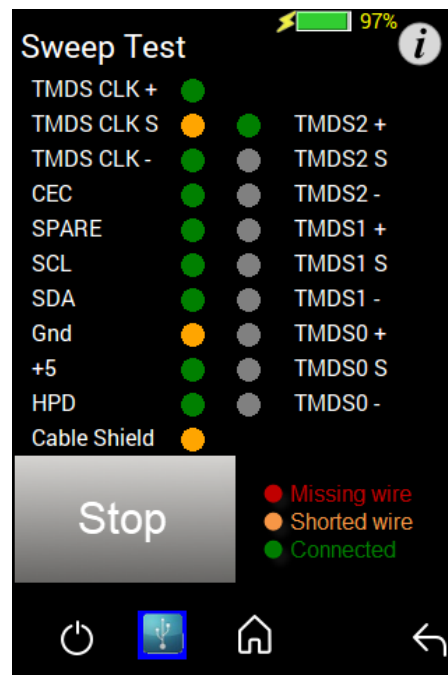 97%
Sweep Test
i
TMDS CLK +
TMDS CLK S TMDS2 +
TMDS CLK - TMDS2 S
CEC TMDS2 -
SPARE TMDS1 +
SCL TMDS1 S
SDA TMDS1 -
Gnd TMDS0 +
+5 TMDS0 S
HPD TMDS0 -
Cable Shield
Stop
Missing wire
Shorted wire
Connected